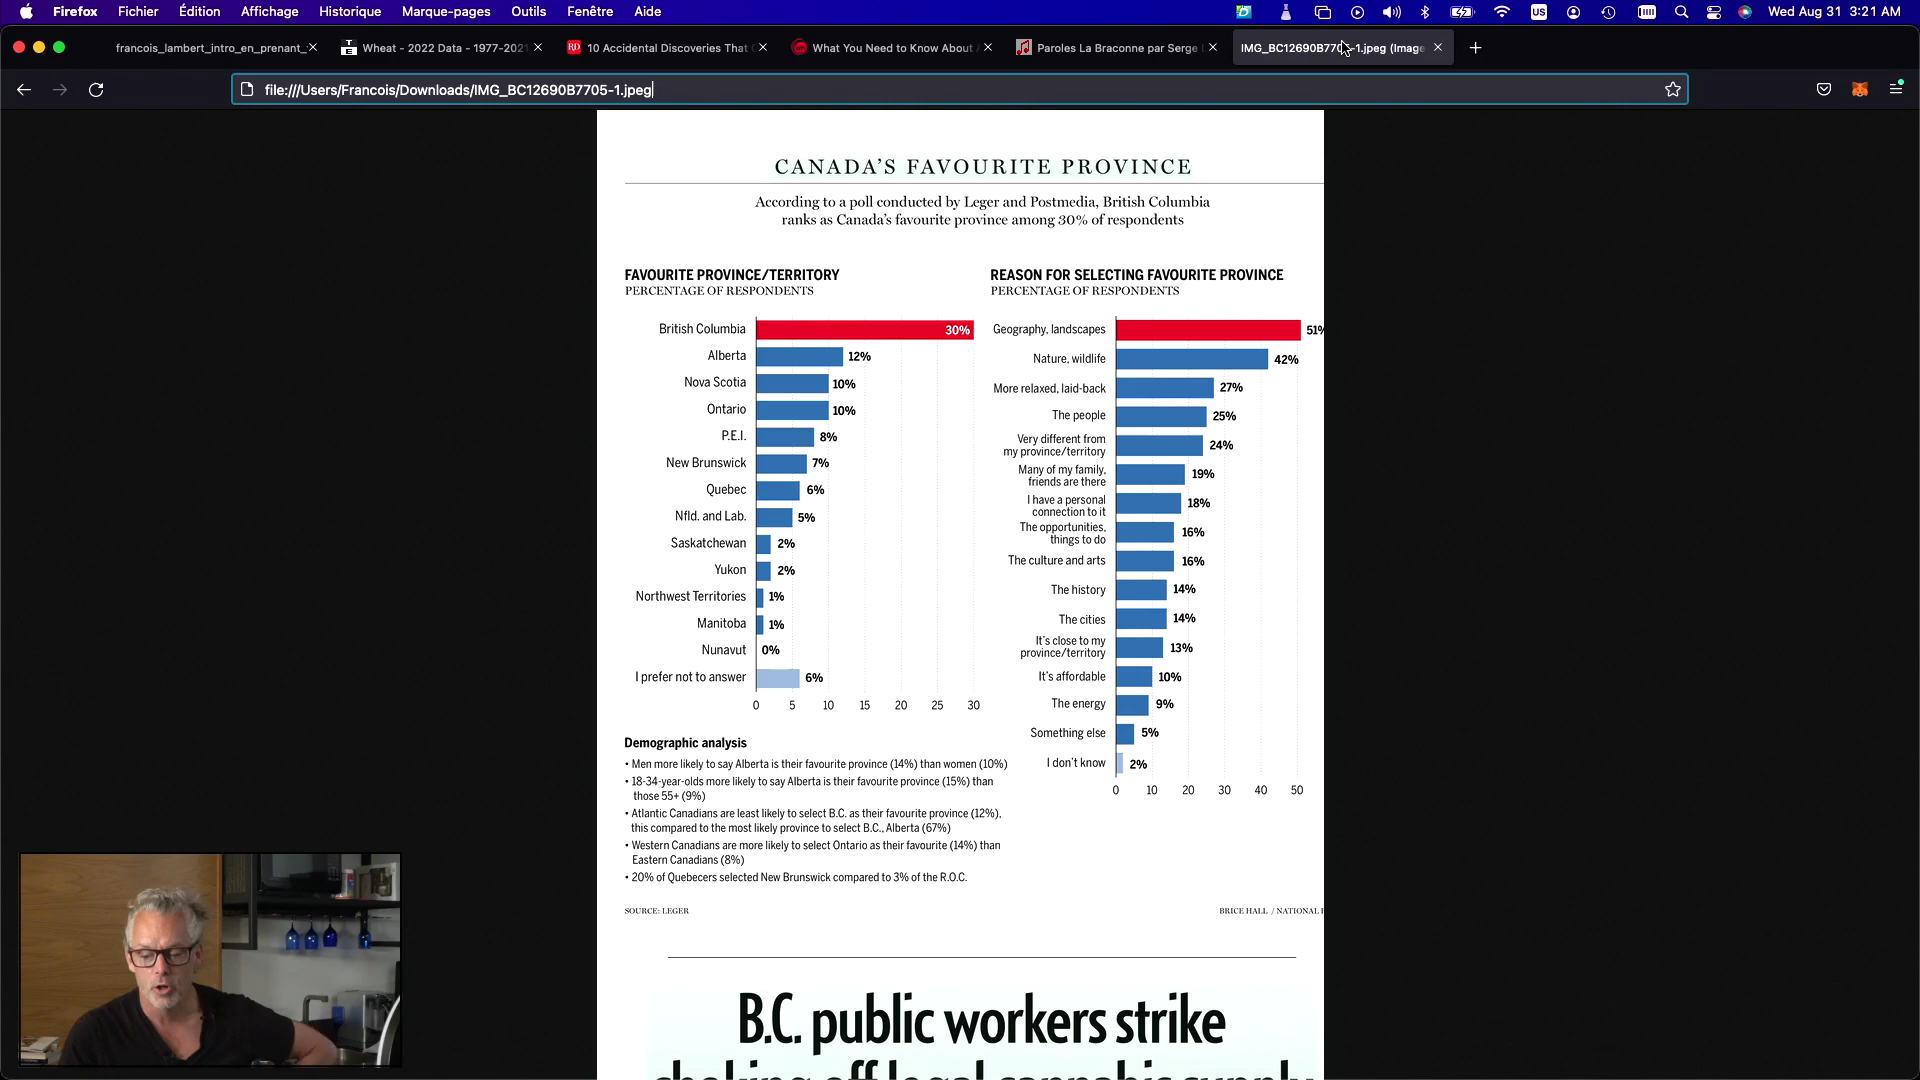 Firefox Fichier Édition Affichage Historique Marque-pages Outils Fenêtre Aide US Wed Aug 31 3:21 AM
francois_lambert_intro_en_prenant_ Wheat - 2022 Data - 1977-2021 10 Accidental Discoveries That What You Need to Know About Paroles La Braconne par Serge IMG_BC12690B7705-1.jpeg (Image
file:///Users/Francois/Downloads/IMG_BC12690B7705-1.jpeg
CANADA'S FAVOURITE PROVINCE
According to a poll conducted by Leger and Postmedia, British Columbia
ranks as Canada's favourite province among 30% of respondents
FAVOURITE PROVINCE/TERRITORY
PERCENTAGE OF RESPONDENTS
British Columbia 30%
Alberta 12%
Nova Scotia 10%
Ontario 10%
P.E.I. 8%
New Brunswick 7%
Quebec 6%
Nfld. and Lab. 5%
Saskatchewan 2%
Yukon 2%
Northwest Territories 1%
Manitoba 1%
Nunavut 0%
I prefer not to answer 6%
0 5 10 15 20 25 30
REASON FOR SELECTING FAVOURITE PROVINCE
PERCENTAGE OF RESPONDENTS
Geography, landscapes 51%
Nature, wildlife 42%
More relaxed, laid-back 27%
The people 25%
Very different from
my province/territory 24%
Many of my family,
friends are there 19%
I have a personal
connection to it 18%
The opportunities,
things to do 16%
The culture and arts 16%
The history 14%
The cities 14%
It's close to my
province/territory 13%
It's affordable 10%
The energy 9%
Something else 5%
I don't know 2%
0 10 20 30 40 50
Demographic analysis
• Men more likely to say Alberta is their favourite province (14%) than women (10%)
• 18-34-year-olds more likely to say Alberta is their favourite province (15%) than
those 55+ (9%)
• Atlantic Canadians are least likely to select B.C. as their favourite province (12%),
this compared to the most likely province to select B.C., Alberta (67%)
• Western Canadians are more likely to select Ontario as their favourite (14%) than
Eastern Canadians (8%)
• 20% of Quebecers selected New Brunswick compared to 3% of the R.O.C.
SOURCE: LEGER
BRICE HALL / NATIONAL
B.C. public workers strike
choking off legal cannabis supply